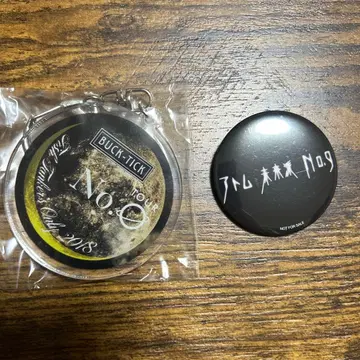 BUCK-TICK
TOUR
No.0
Fish Tanker's Only 2018
アトム 未来派 No.9
NOT FOR SALE